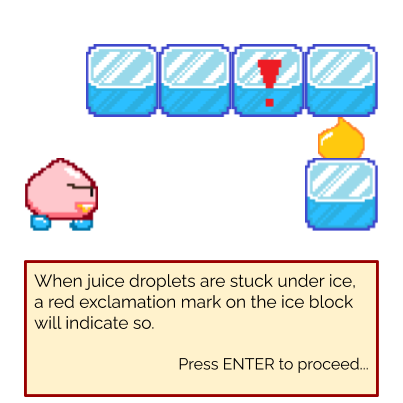 When juice droplets are stuck under ice,
a red exclamation mark on the ice block
will indicate so.
Press ENTER to proceed...